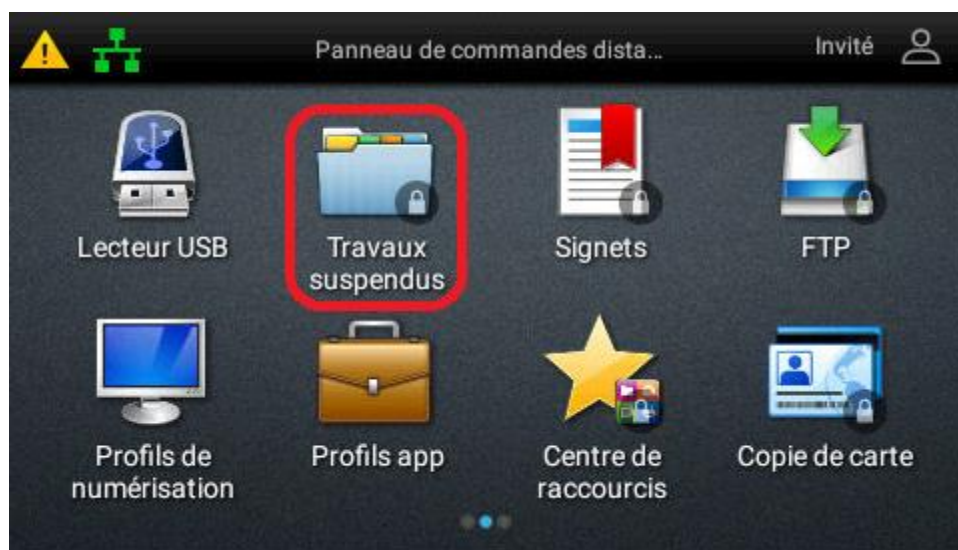 Panneau de commandes dista...
Invité
Lecteur USB
Travaux
suspendus
Signets
FTP
Profils de
numérisation
Profils app
Centre de
raccourcis
Copie de carte